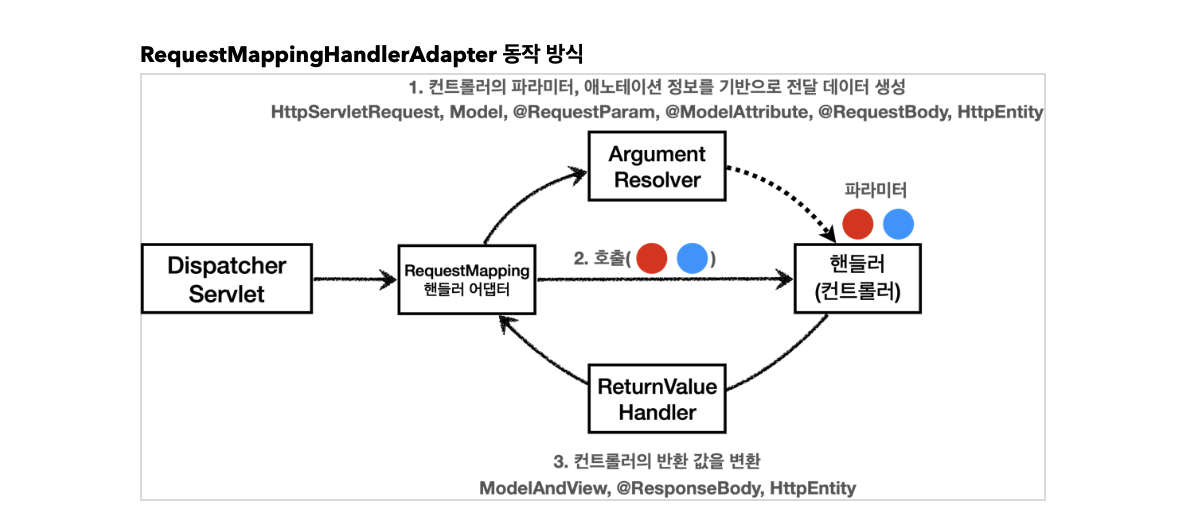 RequestMappingHandlerAdapter 동작 방식
1. 컨트롤러의 파라미터, 애노테이션 정보를 기반으로 전달 데이터 생성
HttpServletRequest, Model, @RequestParam, @ModelAttribute, @RequestBody, HttpEntity
Argument
Resolver
파라미터
Dispatcher
Servlet
RequestMapping
핸들러 어댑터
2. 호출( )
핸들러
(컨트롤러)
ReturnValue
Handler
3. 컨트롤러의 반환 값을 변환
ModelAndView, @ResponseBody, HttpEntity